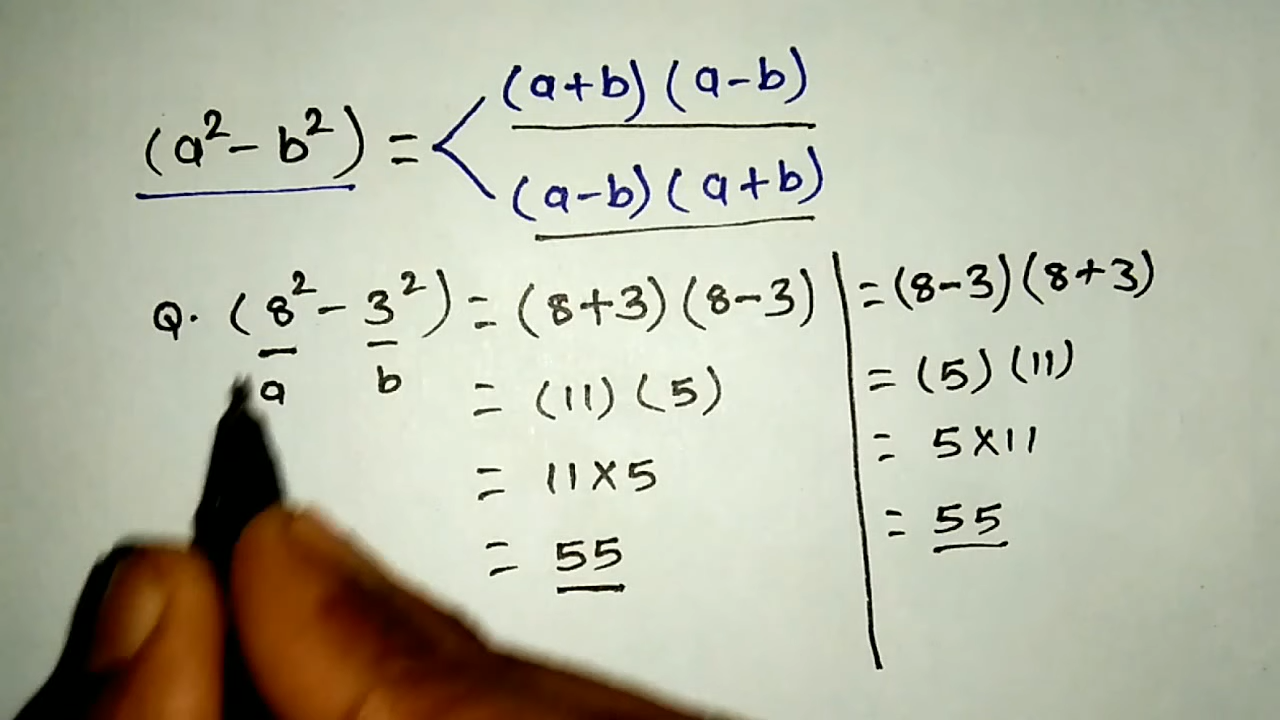 (a+b) (a-b)
(a² - b²) =
(a-b) (a+b)
Q. (8² - 3²) = (8+3) (8-3)
a b
= (11) (5)
= 11 × 5
= 55
= (8-3) (8+3)
= (5) (11)
= 5 × 11
= 55